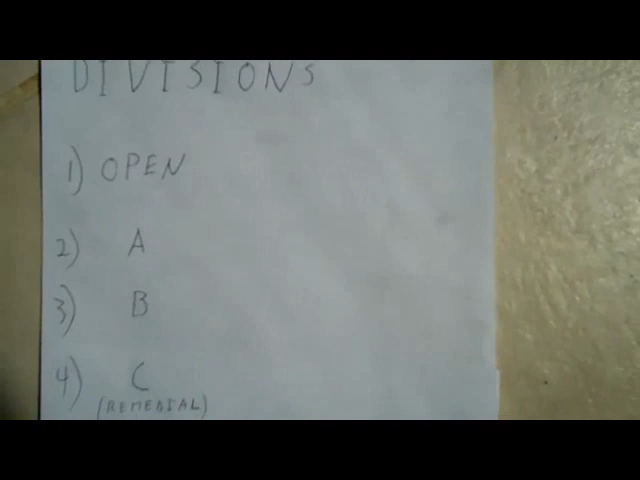 DIVISIONS
1) OPEN
2) A
3) B
4) C
(REMEDIAL)